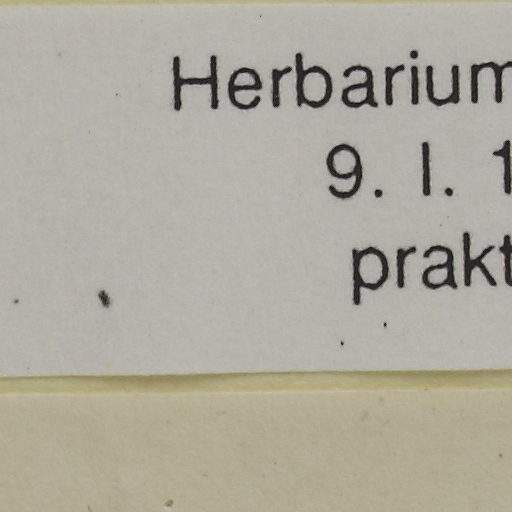 Herbarium
9. I. 1
prakt